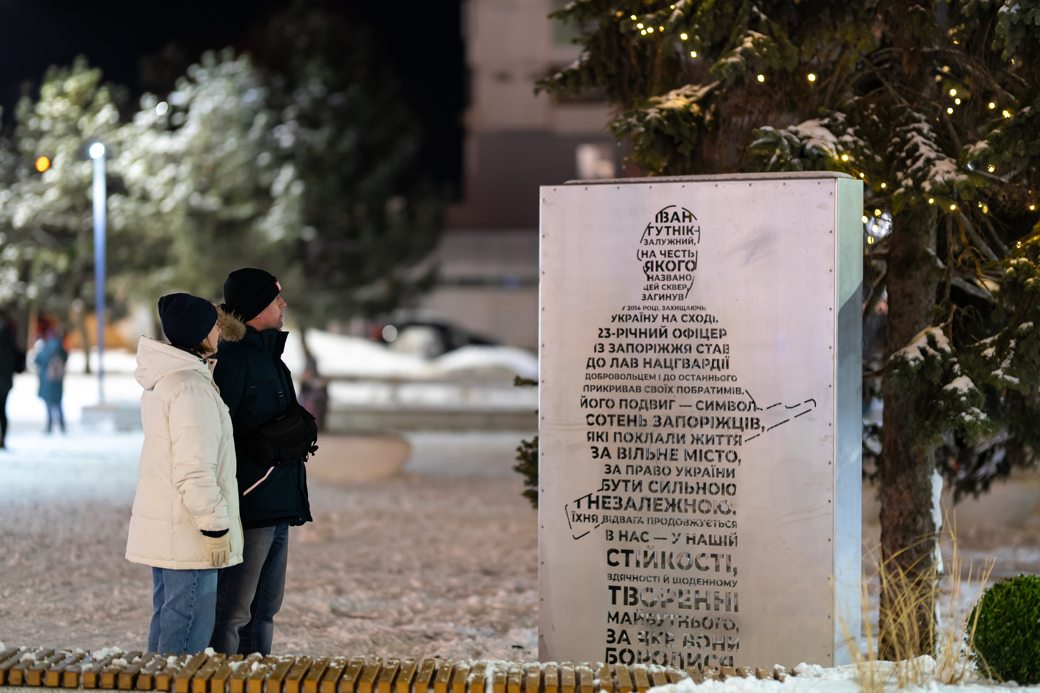 ІВАН
ГУТНІК-
ЗАЛУЖНИЙ,
НА ЧЕСТЬ
ЯКОГО
НАЗВАНО
ЦЕЙ СКВЕР,
ЗАГИНУВ
У 2014 РОЦІ, ЗАХИЩАЮЧИ
УКРАЇНУ НА СХОДІ.
23-РІЧНИЙ ОФІЦЕР
ІЗ ЗАПОРІЖЖЯ СТАВ
ДО ЛАВ НАЦГВАРДІЇ
ДОБРОВОЛЬЦЕМ І ДО ОСТАННЬОГО
ПРИКРИВАВ СВОЇХ ПОБРАТИМІВ.
ЙОГО ПОДВИГ — СИМВОЛ
СОТЕНЬ ЗАПОРІЖЦІВ,
ЯКІ ПОКЛАЛИ ЖИТТЯ
ЗА ВІЛЬНЕ МІСТО,
ЗА ПРАВО УКРАЇНИ
БУТИ СИЛЬНОЮ
І НЕЗАЛЕЖНОЮ.
ЇХНЯ ВІДВАГА ПРОДОВЖУЄТЬСЯ
В НАС — У НАШІЙ
СТІЙКОСТІ,
ВДЯЧНОСТІ Й ЩОДЕННОМУ
ТВОРЕННІ
МАЙБУТНЬОГО,
ЗА ЯКЕ ВОНИ
БОРОЛИСЯ.